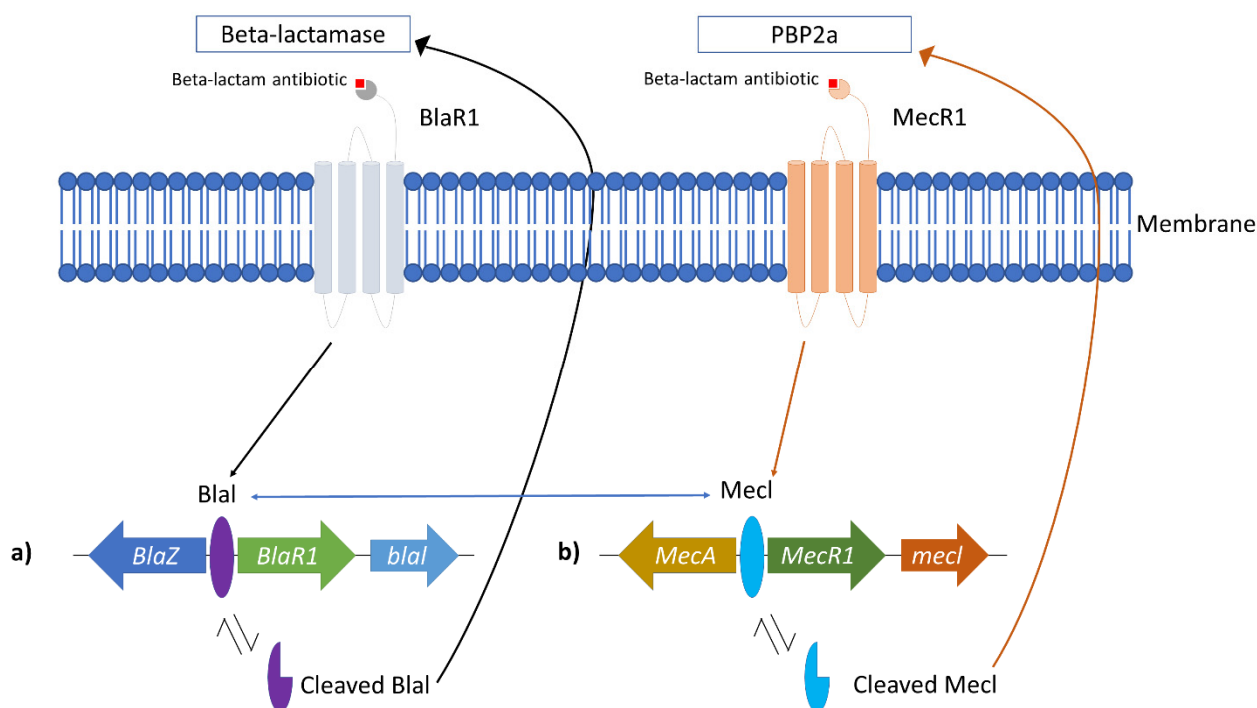 Beta-lactamase
PBP2a
Beta-lactam antibiotic
Beta-lactam antibiotic
BlaR1
MecR1
Membrane
BlaI
MecI
a)
BlaZ
BlaR1
blaI
b)
MecA
MecR1
mecI
Cleaved BlaI
Cleaved MecI